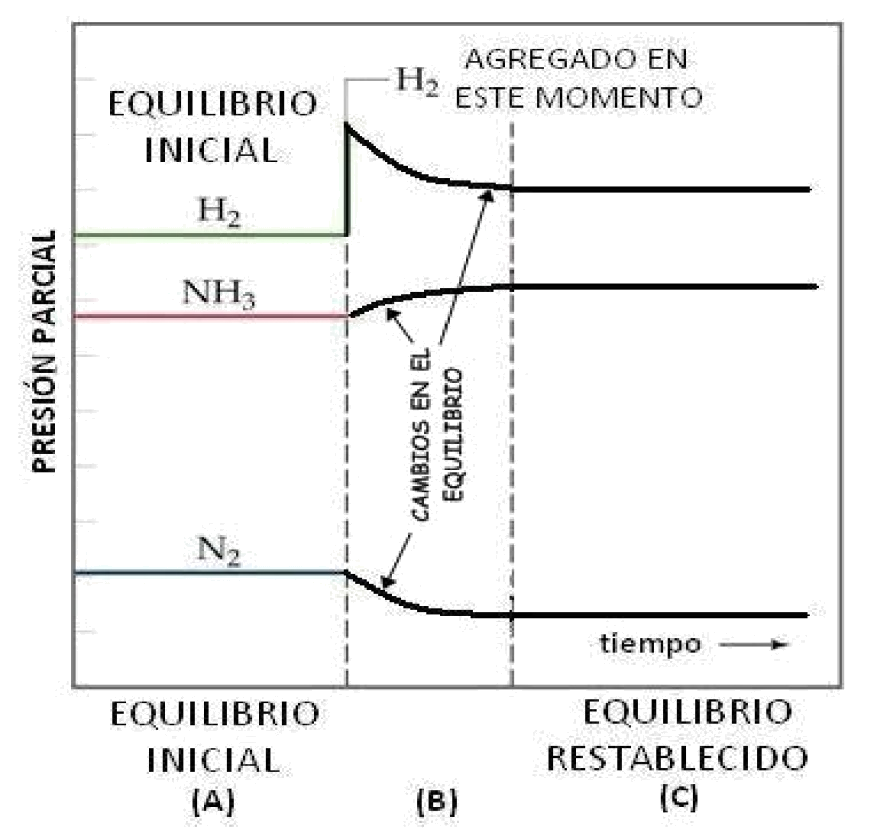 EQUILIBRIO
INICIAL
H₂
AGREGADO EN
ESTE MOMENTO
H₂
NH₃
N₂
PRESIÓN PARCIAL
CAMBIOS EN EL
EQUILIBRIO
tiempo
EQUILIBRIO
INICIAL
(A)
(B)
EQUILIBRIO
RESTABLECIDO
(C)